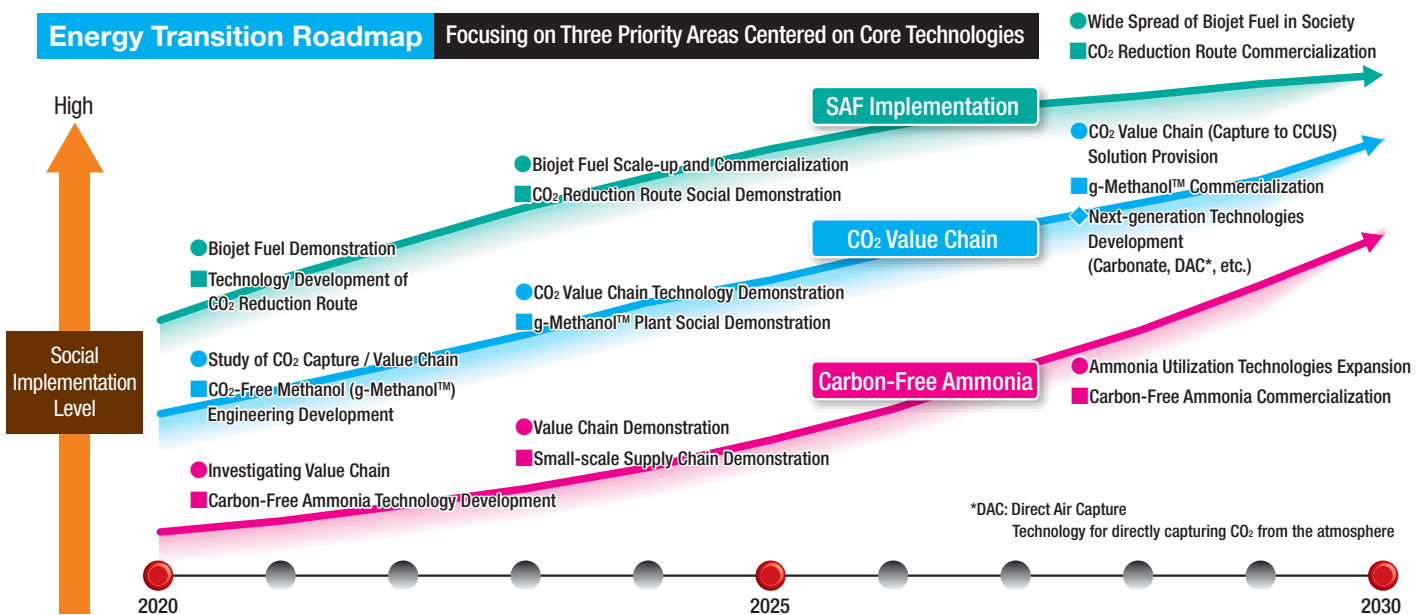 Energy Transition Roadmap
Focusing on Three Priority Areas Centered on Core Technologies
High
Social
Implementation
Level
SAF Implementation
Biojet Fuel Demonstration
Technology Development of
CO₂ Reduction Route
Biojet Fuel Scale-up and Commercialization
CO₂ Reduction Route Social Demonstration
Wide Spread of Biojet Fuel in Society
CO₂ Reduction Route Commercialization
CO₂ Value Chain
Study of CO₂ Capture / Value Chain
CO₂-Free Methanol (g-Methanol™)
Engineering Development
CO₂ Value Chain Technology Demonstration
g-Methanol™ Plant Social Demonstration
CO₂ Value Chain (Capture to CCUS)
Solution Provision
g-Methanol™ Commercialization
Next-generation Technologies
Development
(Carbonate, DAC*, etc.)
Carbon-Free Ammonia
Investigating Value Chain
Carbon-Free Ammonia Technology Development
Value Chain Demonstration
Small-scale Supply Chain Demonstration
Ammonia Utilization Technologies Expansion
Carbon-Free Ammonia Commercialization
*DAC: Direct Air Capture
Technology for directly capturing CO₂ from the atmosphere
2020
2025
2030